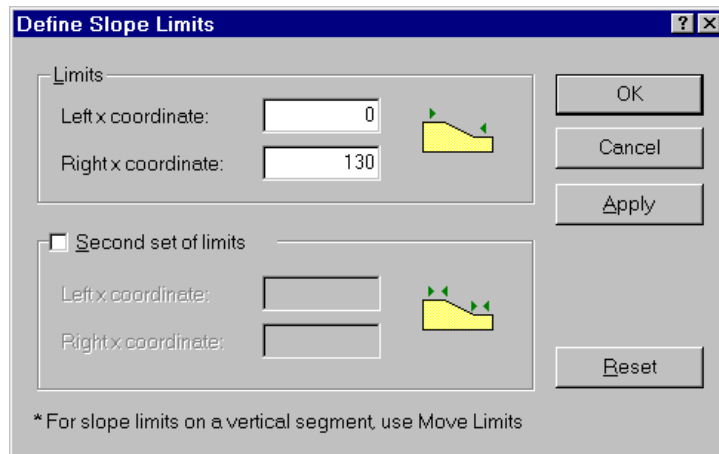 Define Slope Limits ? X
Limits
Left x coordinate: 0
Right x coordinate: 130
OK
Cancel
Apply
Second set of limits
Left x coordinate:
Right x coordinate:
Reset
* For slope limits on a vertical segment, use Move Limits